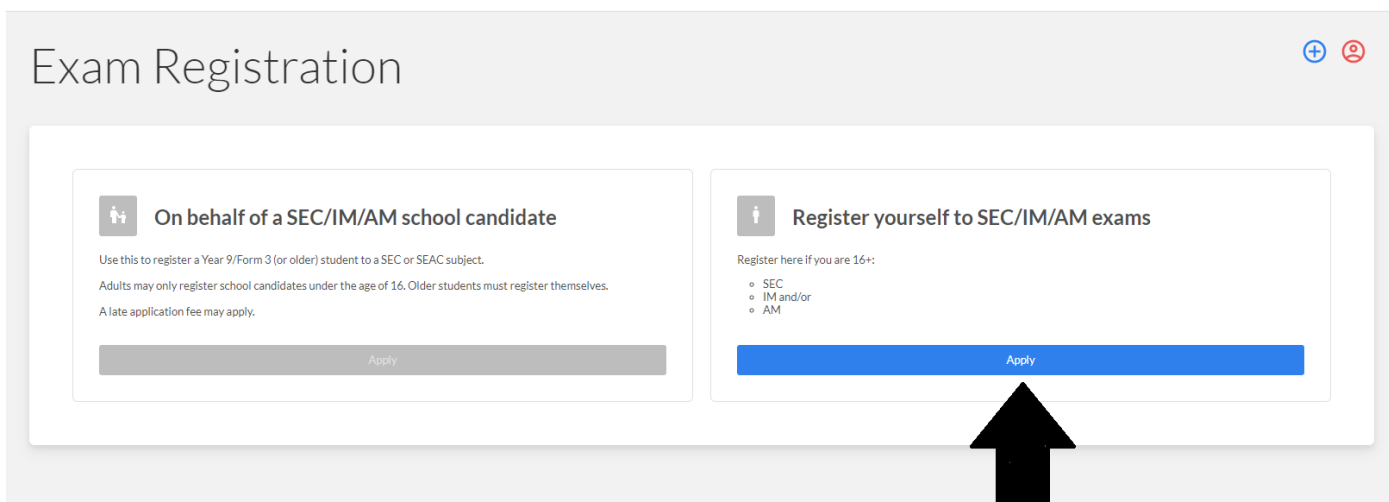 Exam Registration
On behalf of a SEC/IM/AM school candidate
Use this to register a Year 9/Form 3 (or older) student to a SEC or SEAC subject.
Adults may only register school candidates under the age of 16. Older students must register themselves.
A late application fee may apply.
Apply
Register yourself to SEC/IM/AM exams
Register here if you are 16+:
SEC
IM and/or
AM
Apply